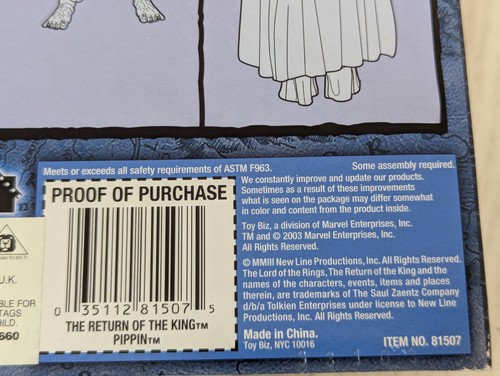 Meets or exceeds all safety requirements of ASTM F963.
Some assembly required.
PROOF OF PURCHASE
0 35112 81507 5
THE RETURN OF THE KING™
PIPPIN™
We constantly improve and update our products.
Sometimes as a result of these improvements
what is seen on the package may differ somewhat
in color and content from the product inside.
Toy Biz, a division of Marvel Enterprises, Inc.
TM and © 2003 Marvel Enterprises, Inc.
All Rights Reserved.
© MMIII New Line Productions, Inc. All Rights Reserved.
The Lord of the Rings, The Return of the King and the
names of the characters, events, items and places
therein, are trademarks of The Saul Zaentz Company
d/b/a Tolkien Enterprises under license to New Line
Productions, Inc. All Rights Reserved.
Made in China.
Toy Biz, NYC 10016
ITEM NO. 81507
U.K.
BLE FOR
TAGS
HILD.
660